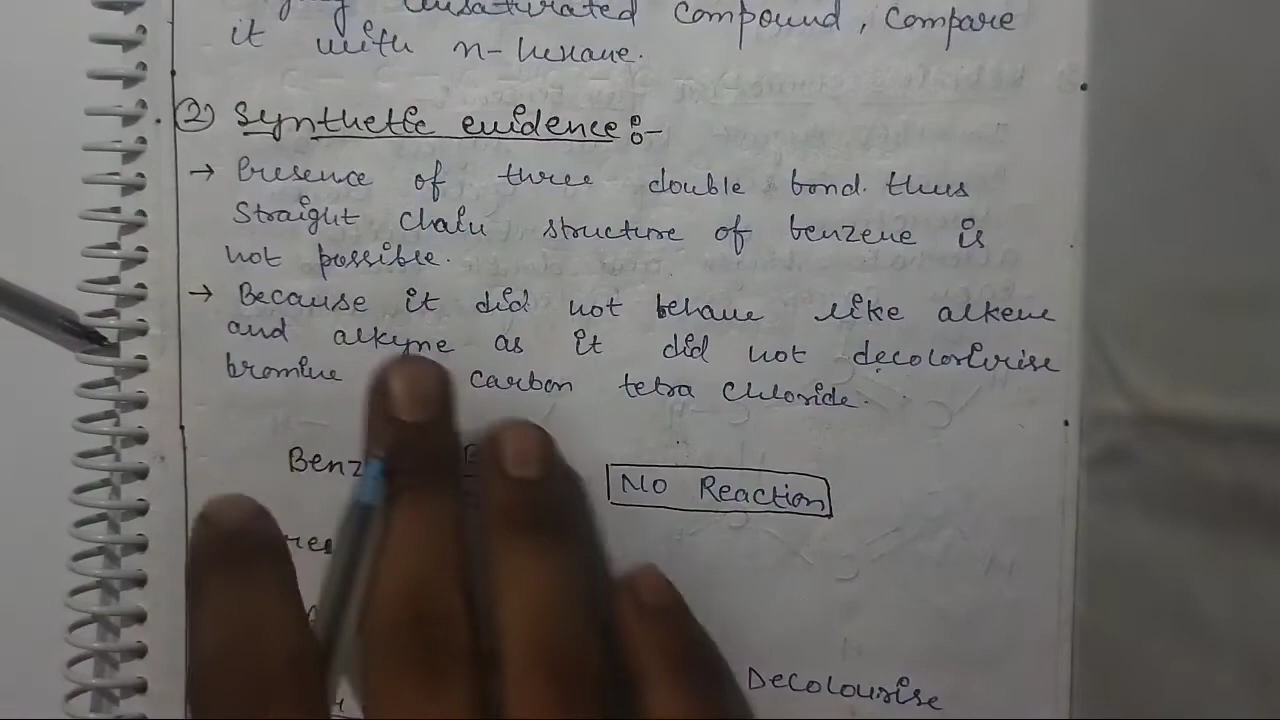 unsaturated compound, compare
it with n-hexane.
② Synthetic evidence:-
→ Presence of three double bond. thus
straight chain structure of benzene is
not possible.
→ Because it did not behave like alkene
and alkyne as it did not decolorise
bromine carbon tetra chloride.
Benz
No Reaction
Decolourise